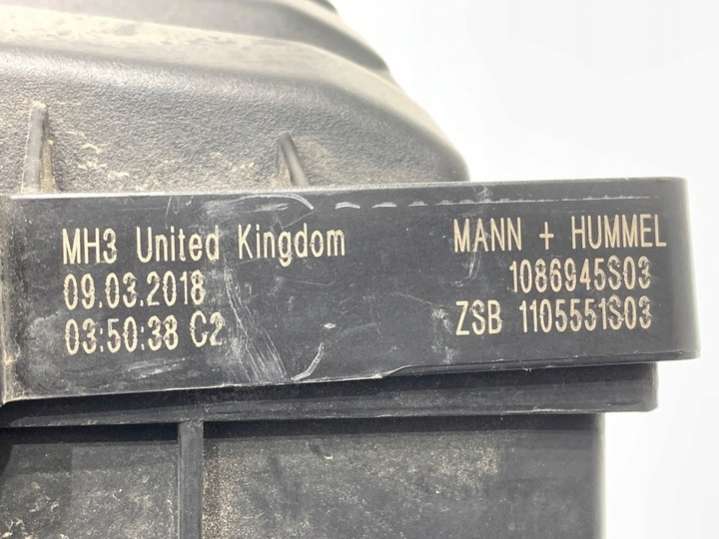 MH3 United Kingdom
09.03.2018
03:50:38 C2
MANN + HUMMEL
1086945S03
ZSB 1105551S03